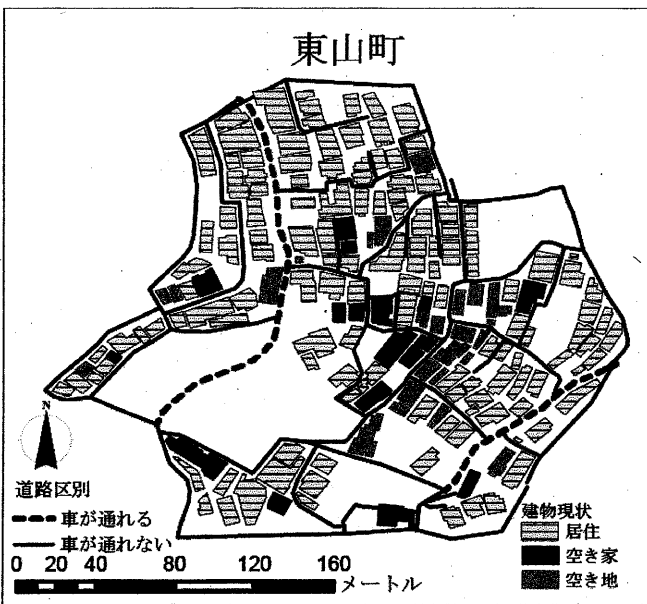 東山町
N
道路区別
車が通れる
車が通れない
0 20 40 80 120 160
メートル
建物現状
居住
空き家
空き地